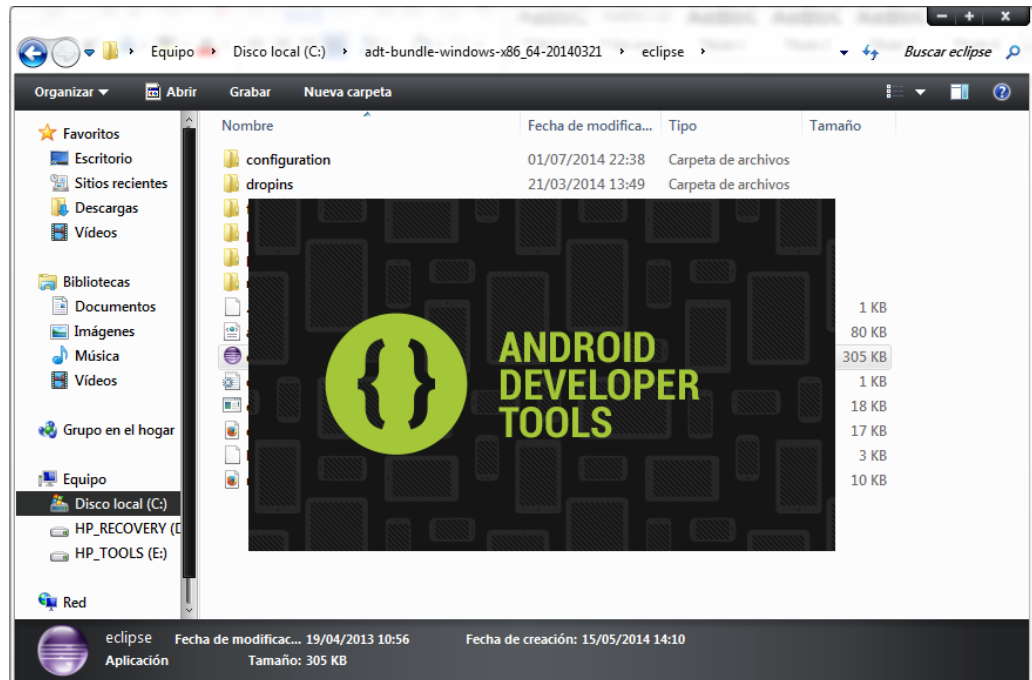 Equipo Disco local (C:) adt-bundle-windows-x86_64-20140321 eclipse Buscar eclipse
Organizar Abrir Grabar Nueva carpeta
Favoritos
Escritorio
Sitios recientes
Descargas
Vídeos
Bibliotecas
Documentos
Imágenes
Música
Vídeos
Grupo en el hogar
Equipo
Disco local (C:)
HP_RECOVERY (D
HP_TOOLS (E:)
Red
Nombre Fecha de modifica... Tipo Tamaño
configuration 01/07/2014 22:38 Carpeta de archivos
dropins 21/03/2014 13:49 Carpeta de archivos
1 KB
80 KB
305 KB
1 KB
18 KB
17 KB
3 KB
10 KB
ANDROID
DEVELOPER
TOOLS
eclipse Fecha de modificac... 19/04/2013 10:56 Fecha de creación: 15/05/2014 14:10
Aplicación Tamaño: 305 KB